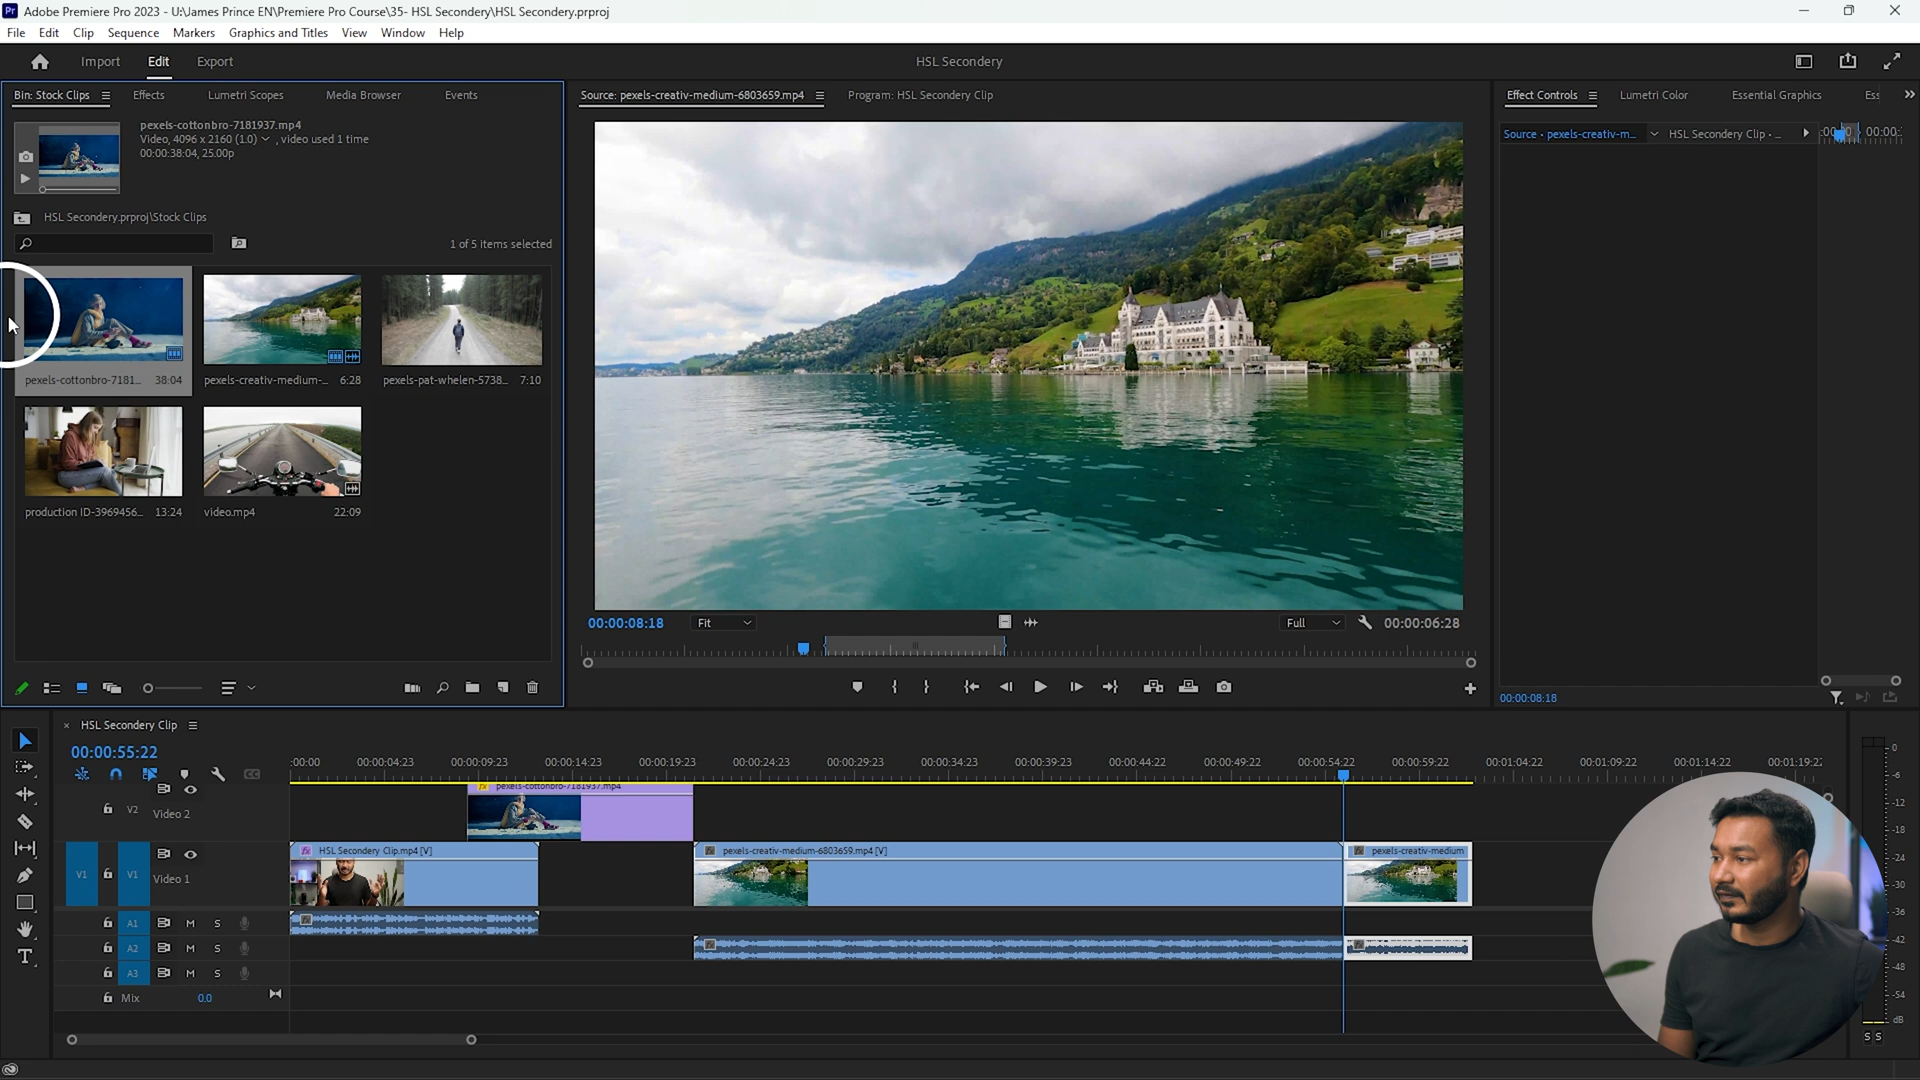 Adobe Premiere Pro 2023 - U:\James Prince EN\Premiere Pro Course\35- HSL Secondery\HSL Secondery.prproj
File Edit Clip Sequence Markers Graphics and Titles View Window Help
Import Edit Export HSL Secondery
Bin: Stock Clips Effects Lumetri Scopes Media Browser Events
pexels-cottonbro-7181937.mp4
Video, 4096 x 2160 (1.0) , video used 1 time
00:00:38:04, 25.00p
HSL Secondery.prproj\Stock Clips
1 of 5 items selected
pexels-cottonbro-7181... 38:04
pexels-creativ-medium-... 6:28
pexels-pat-whelen-5738... 7:10
production ID-3969456... 13:24
video.mp4 22:09
Source: pexels-creativ-medium-6803659.mp4 Program: HSL Secondery Clip
00:00:08:18 Fit Full 00:00:06:28
Effect Controls Lumetri Color Essential Graphics Ess
Source • pexels-creativ-m... HSL Secondery Clip • ... :00:00 00:00:
00:00:08:18
HSL Secondery Clip
00:00:55:22
:00:00 00:00:04:23 00:00:09:23 00:00:14:23 00:00:19:23 00:00:24:23 00:00:29:23 00:00:34:23 00:00:39:23 00:00:44:22 00:00:49:22 00:00:54:22 00:00:59:22 00:01:04:22 00:01:09:22 00:01:14:22 00:01:19:22
V2 Video 2
pexels-cottonbro-7181937.mp4
V1 V1 Video 1
HSL Secondery Clip.mp4 [V]
pexels-creativ-medium-6803659.mp4 [V]
pexels-creativ-medium
A1 M S
A2 M S
A3 M S
Mix 0.0
0
-6
-12
-18
-24
-30
-36
-42
-48
-54
dB
S S